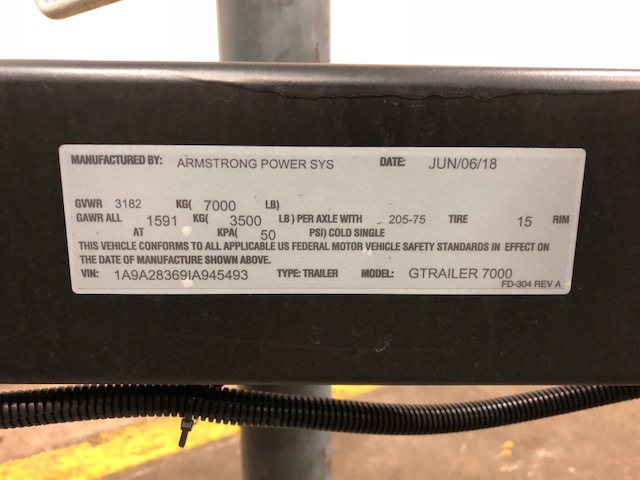 MANUFACTURED BY: ARMSTRONG POWER SYS DATE: JUN/06/18
GVWR 3182 KG( 7000 LB)
GAWR ALL 1591 KG( 3500 LB ) PER AXLE WITH 205-75 TIRE 15 RIM
AT KPA( 50 PSI) COLD SINGLE
THIS VEHICLE CONFORMS TO ALL APPLICABLE US FEDERAL MOTOR VEHICLE SAFETY STANDARDS IN EFFECT ON
THE DATE OF MANUFACTURE SHOWN ABOVE.
VIN: 1A9A28369IA945493 TYPE: TRAILER MODEL: GTRAILER 7000
FD-304 REV A